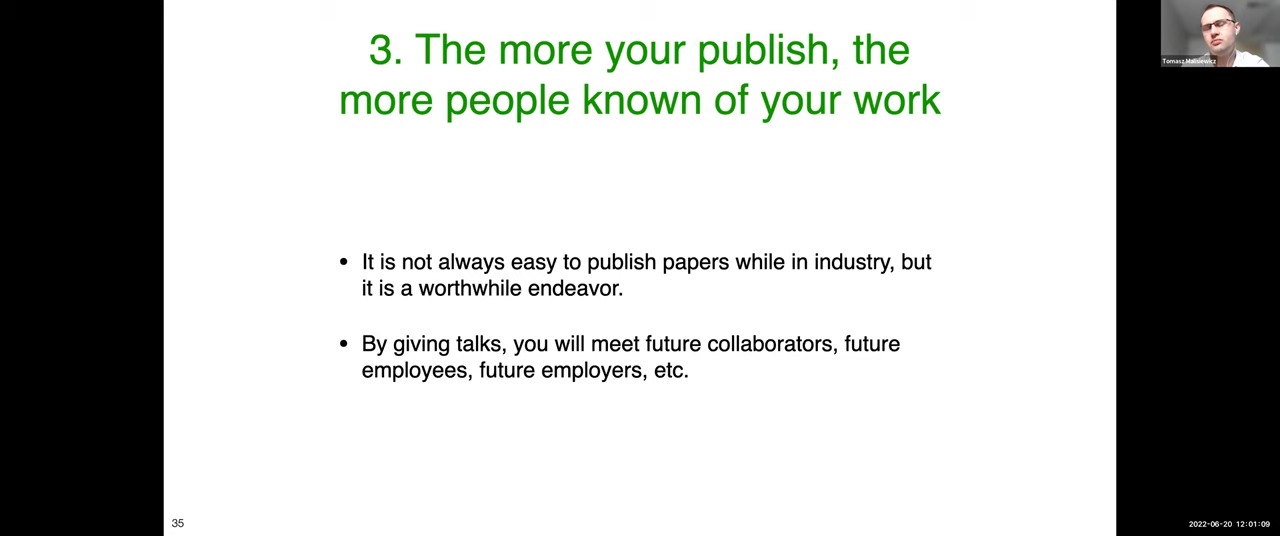 3. The more your publish, the
more people known of your work
Tomasz Malisiewicz
• It is not always easy to publish papers while in industry, but
it is a worthwhile endeavor.
• By giving talks, you will meet future collaborators, future
employees, future employers, etc.
35
2022-06-20 12:01:09